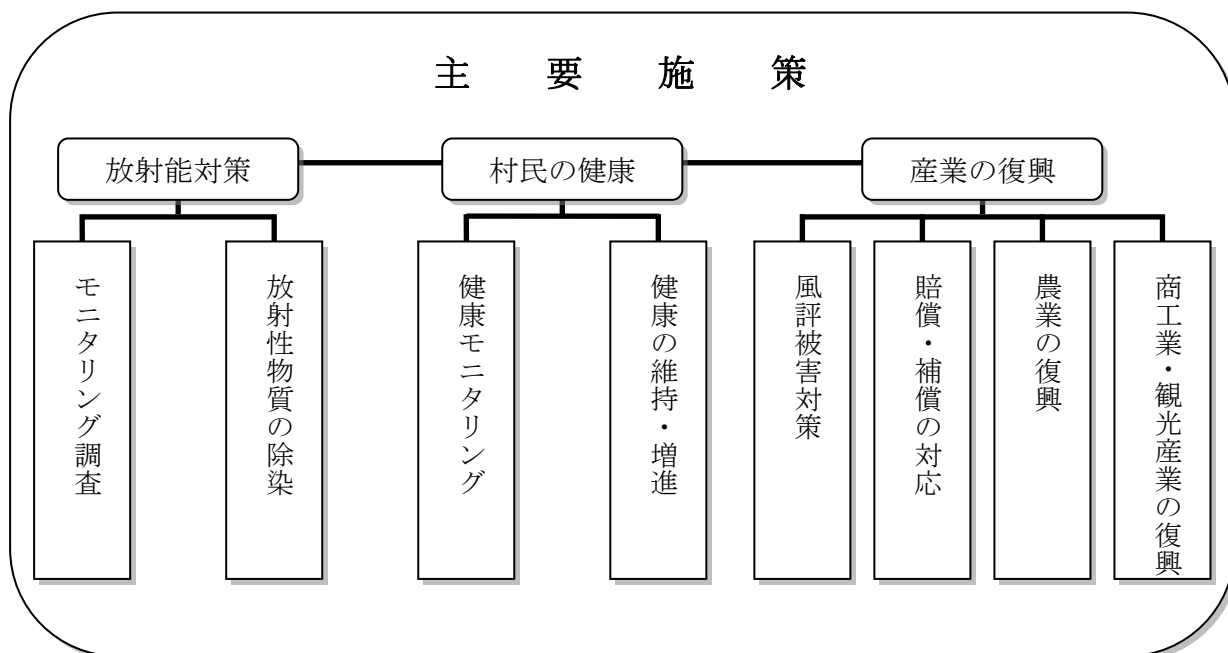 主要施策
放射能対策
村民の健康
産業の復興
モニタリング調査
放射性物質の除染
健康モニタリング
健康の維持・増進
風評被害対策
賠償・補償の対応
農業の復興
商工業・観光産業の復興